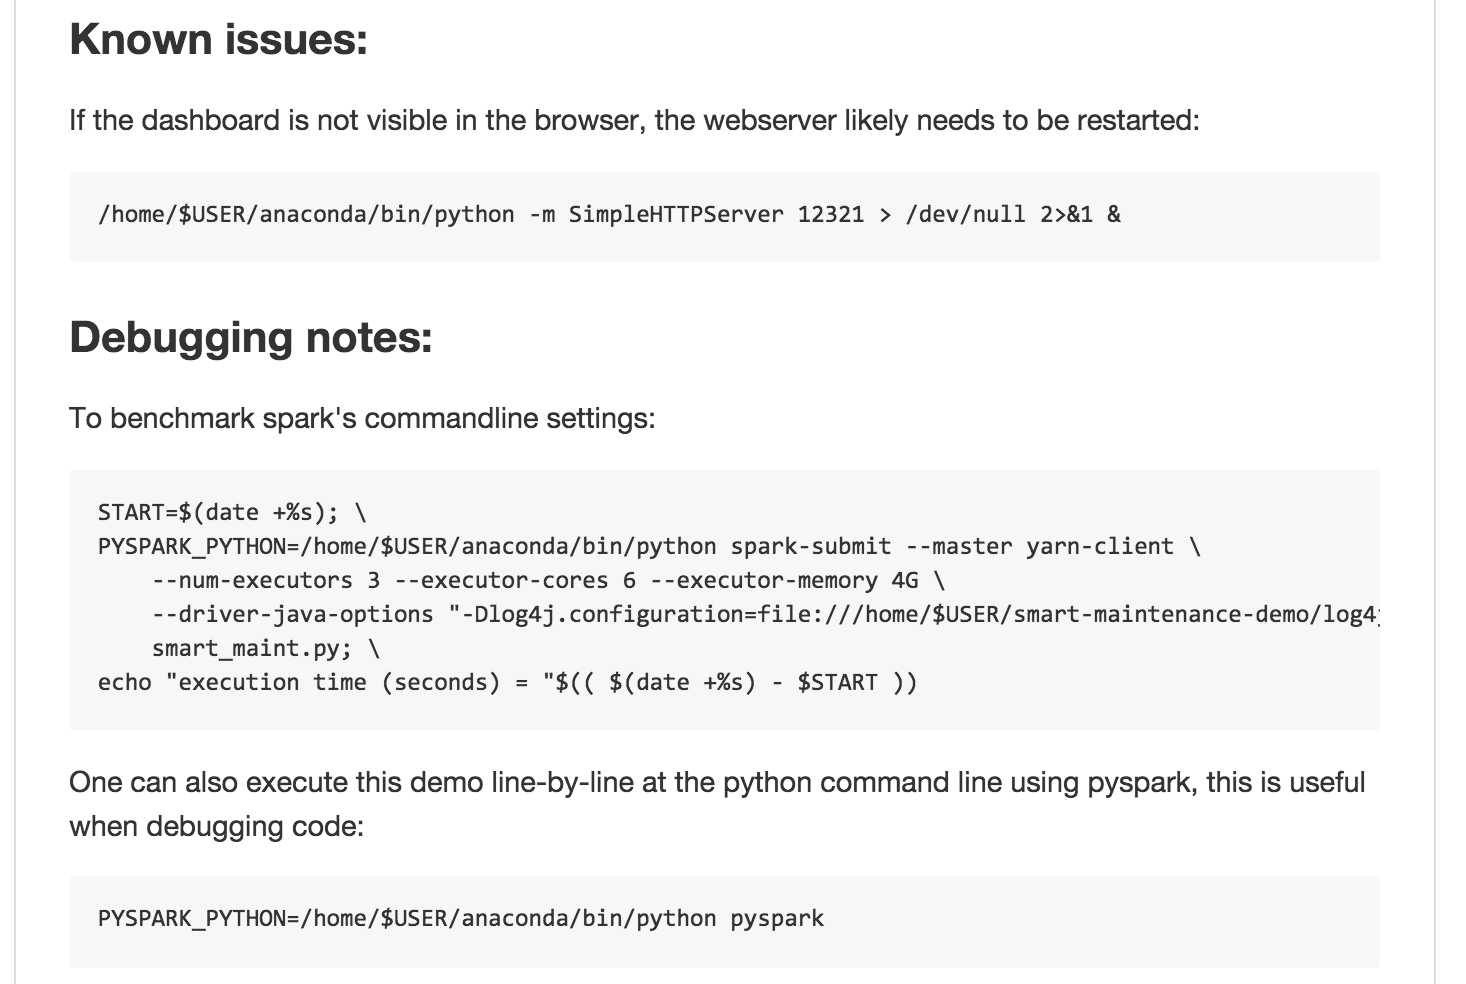 Known issues:
If the dashboard is not visible in the browser, the webserver likely needs to be restarted:
/home/$USER/anaconda/bin/python -m SimpleHTTPServer 12321 > /dev/null 2>&1 &
Debugging notes:
To benchmark spark's commandline settings:
START=$(date +%s); \
PYSPARK_PYTHON=/home/$USER/anaconda/bin/python spark-submit --master yarn-client \
    --num-executors 3 --executor-cores 6 --executor-memory 4G \
    --driver-java-options "-Dlog4j.configuration=file:///home/$USER/smart-maintenance-demo/log4j
    smart_maint.py; \
echo "execution time (seconds) = "$(( $(date +%s) - $START ))
One can also execute this demo line-by-line at the python command line using pyspark, this is useful
when debugging code:
PYSPARK_PYTHON=/home/$USER/anaconda/bin/python pyspark